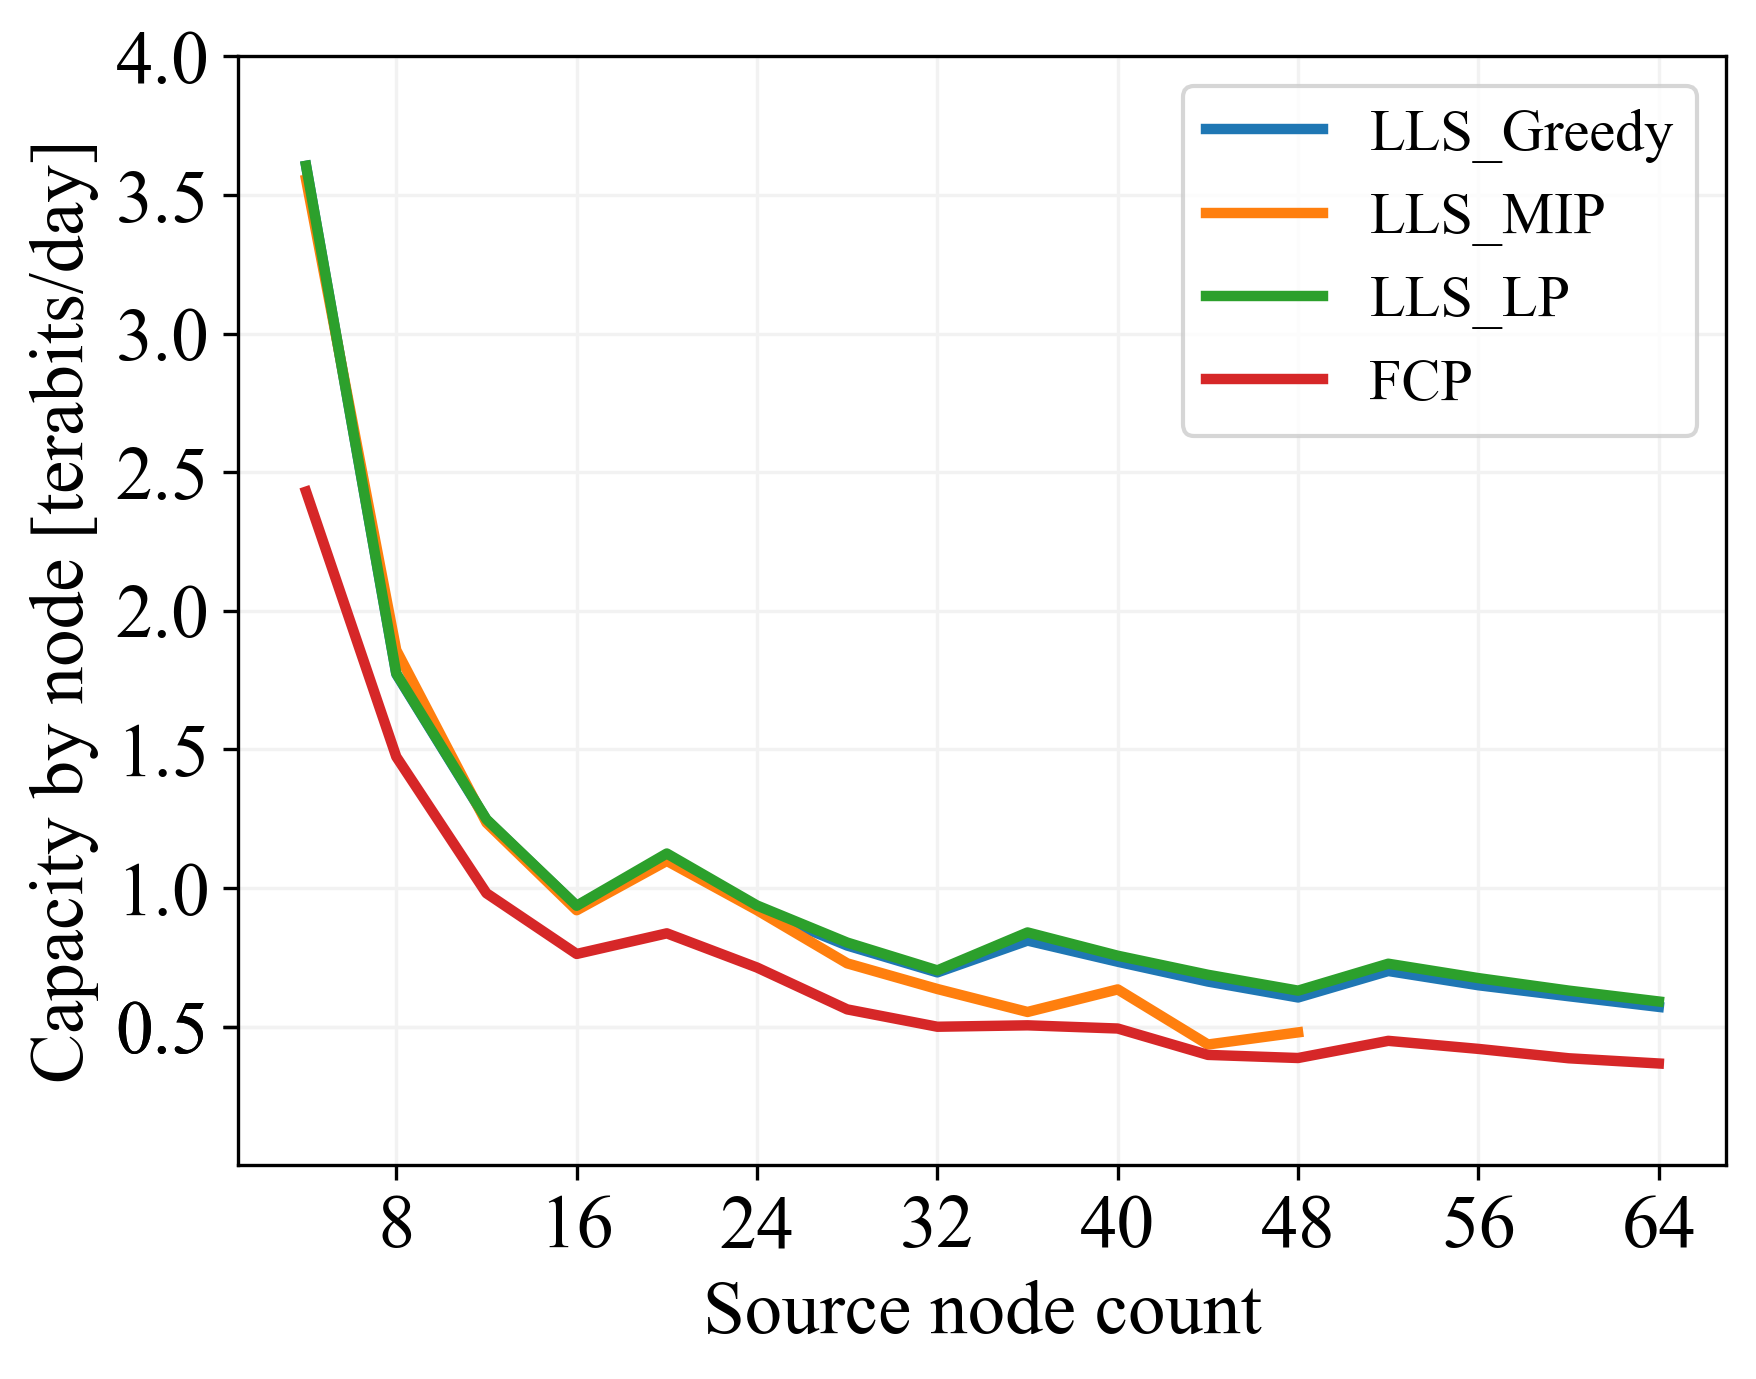 4.0
3.5
3.0
2.5
2.0
1.5
1.0
0.5
Capacity by node [terabits/day]
LLS_Greedy
LLS_MIP
LLS_LP
FCP
8 16 24 32 40 48 56 64
Source node count